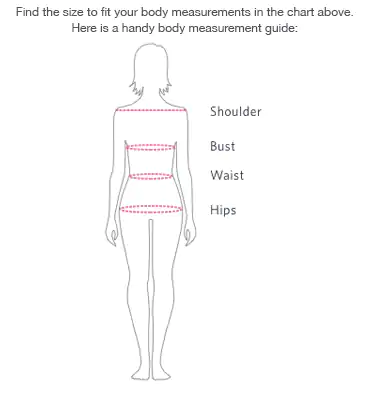 Find the size to fit your body measurements in the chart above.
Here is a handy body measurement guide:
Shoulder
Bust
Waist
Hips